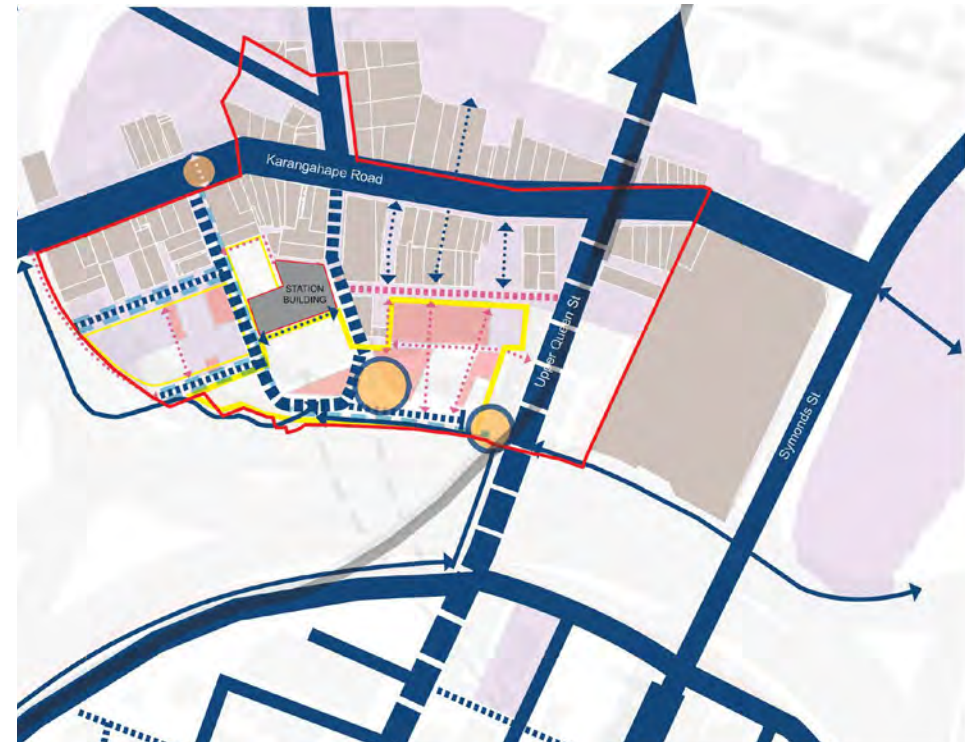 Karangahape Road
STATION
BUILDING
Upper Queen St
Symonds St